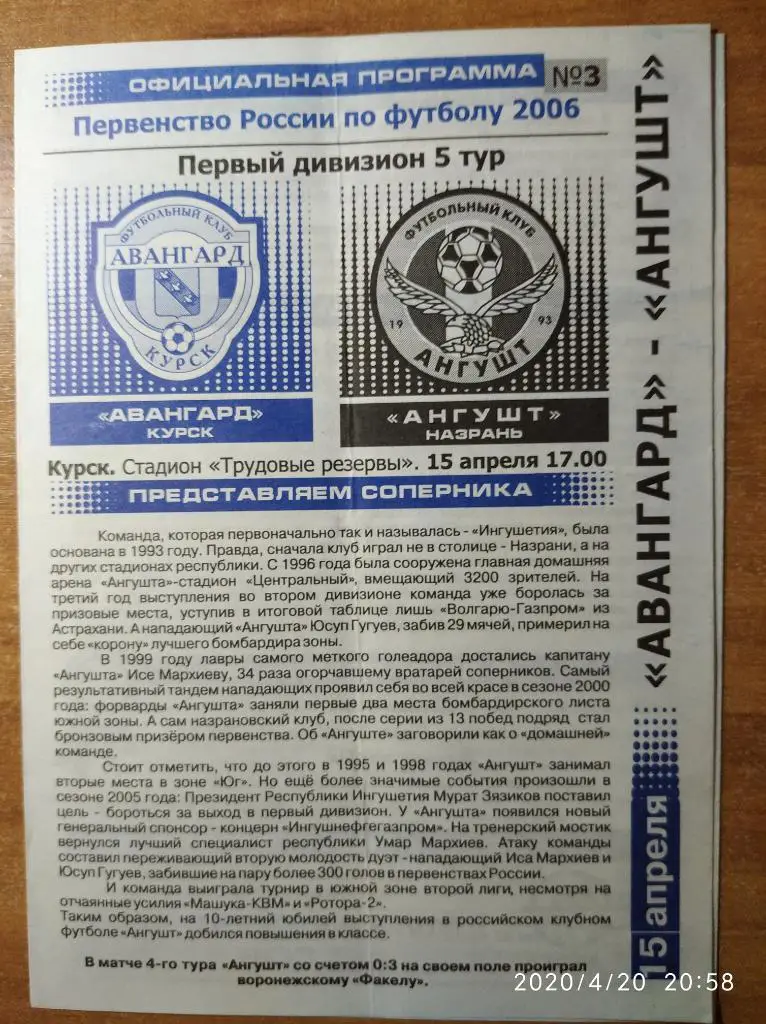 ОФИЦИАЛЬНАЯ ПРОГРАММА №3
Первенство России по футболу 2006
Первый дивизион 5 тур
ФУТБОЛЬНЫЙ КЛУБ
АВАНГАРД
КУРСК
ФУТБОЛЬНЫЙ КЛУБ
19 93
АНГУШТ
«АВАНГАРД»
КУРСК
«АНГУШТ»
НАЗРАНЬ
Курск. Стадион «Трудовые резервы». 15 апреля 17.00
ПРЕДСТАВЛЯЕМ СОПЕРНИКА
Команда, которая первоначально так и называлась - «Ингушетия», была
основана в 1993 году. Правда, сначала клуб играл не в столице - Назрани, а на
других стадионах республики. С 1996 года была сооружена главная домашняя
арена «Ангушта»-стадион «Центральный», вмещающий 3200 зрителей. На
третий год выступления во втором дивизионе команда уже боролась за
призовые места, уступив в итоговой таблице лишь «Волгарю-Газпром» из
Астрахани. А нападающий «Ангушта» Юсуп Гугуев, забив 29 мячей, примерил на
себе «корону» лучшего бомбардира зоны.
В 1999 году лавры самого меткого голеадора достались капитану
«Ангушта» Исе Мархиеву, 34 раза огорчавшему вратарей соперников. Самый
результативный тандем нападающих проявил себя во всей красе в сезоне 2000
года: форварды «Ангушта» заняли первые два места бомбардирского листа
южной зоны. А сам назрановский клуб, после серии из 13 побед подряд стал
бронзовым призёром первенства. Об «Ангуште» заговорили как о «домашней»
команде.
Стоит отметить, что до этого в 1995 и 1998 годах «Ангушт» занимал
вторые места в зоне «Юг». Но ещё более значимые события произошли в
сезоне 2005 года: Президент Республики Ингушетия Мурат Зязиков поставил
цель - бороться за выход в первый дивизион. У «Ангушта» появился новый
генеральный спонсор - концерн «Ингушнефтегазпром». На тренерский мостик
вернулся лучший специалист республики Умар Мархиев. Атаку команды
составил переживающий вторую молодость дуэт - нападающий Иса Мархиев и
Юсуп Гугуев, забившие на пару более 300 голов в первенствах России.
И команда выиграла турнир в южной зоне второй лиги, несмотря на
отчаянные усилия «Машука-КВМ» и «Ротора-2».
Таким образом, на 10-летний юбилей выступления в российском клубном
футболе «Ангушт» добился повышения в классе.
В матче 4-го тура «Ангушт» со счетом 0:3 на своем поле проиграл
воронежскому «Факелу».
15 апреля «АВАНГАРД» - «АНГУШТ»
2020/4/20 20:58